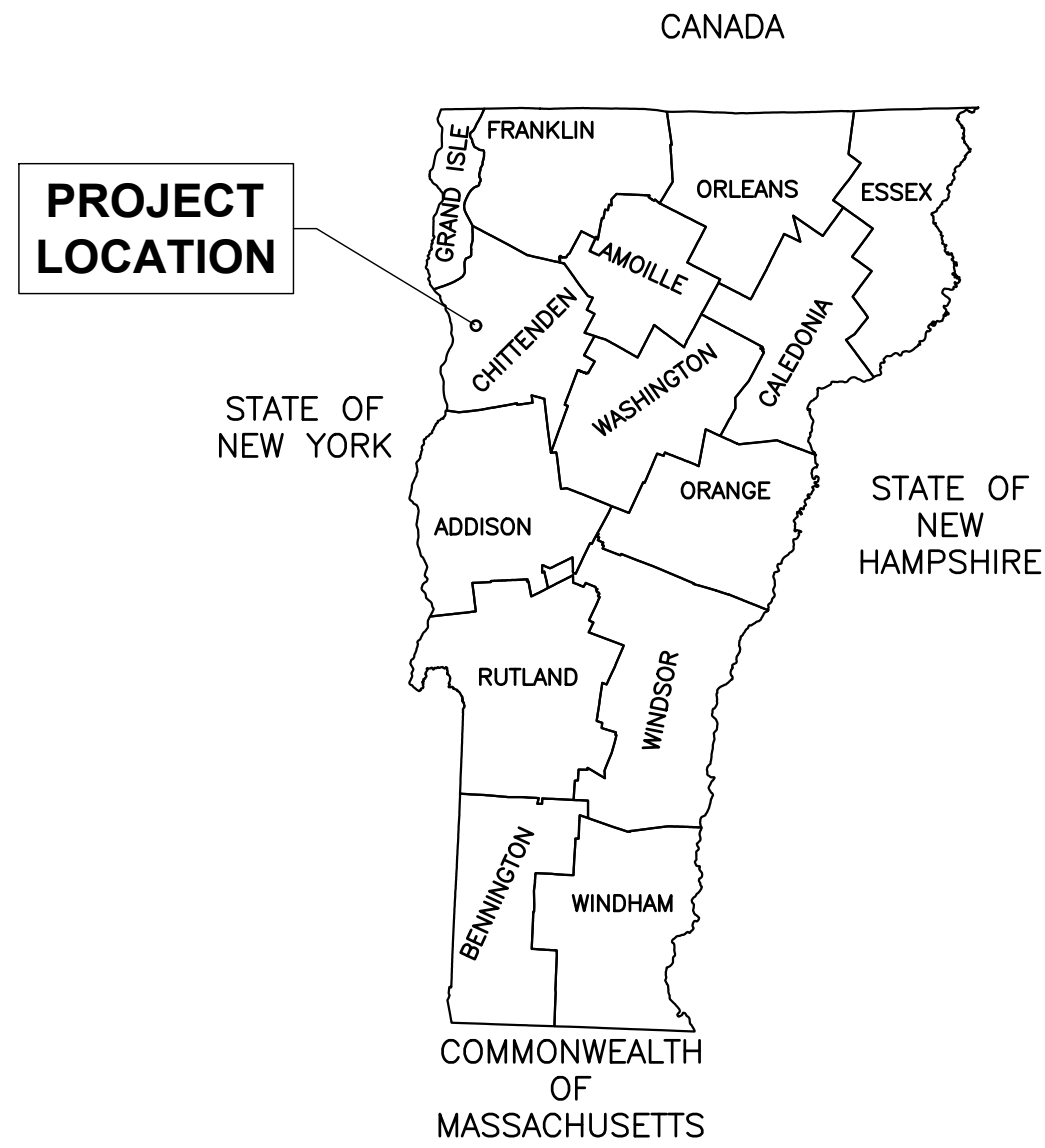 CANADA
FRANKLIN
GRAND ISLE
ORLEANS
ESSEX
PROJECT
LOCATION
LAMOILLE
CHITTENDEN
CALEDONIA
WASHINGTON
STATE OF
NEW YORK
ORANGE
STATE OF
NEW
HAMPSHIRE
ADDISON
RUTLAND
WINDSOR
BENNINGTON
WINDHAM
COMMONWEALTH
OF
MASSACHUSETTS